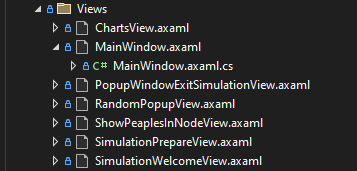 Views
ChartsView.axaml
MainWindow.axaml
C# MainWindow.axaml.cs
PopupWindowExitSimulationView.axaml
RandomPopupView.axaml
ShowPeaplesInNodeView.axaml
SimulationPrepareView.axaml
SimulationWelcomeView.axaml